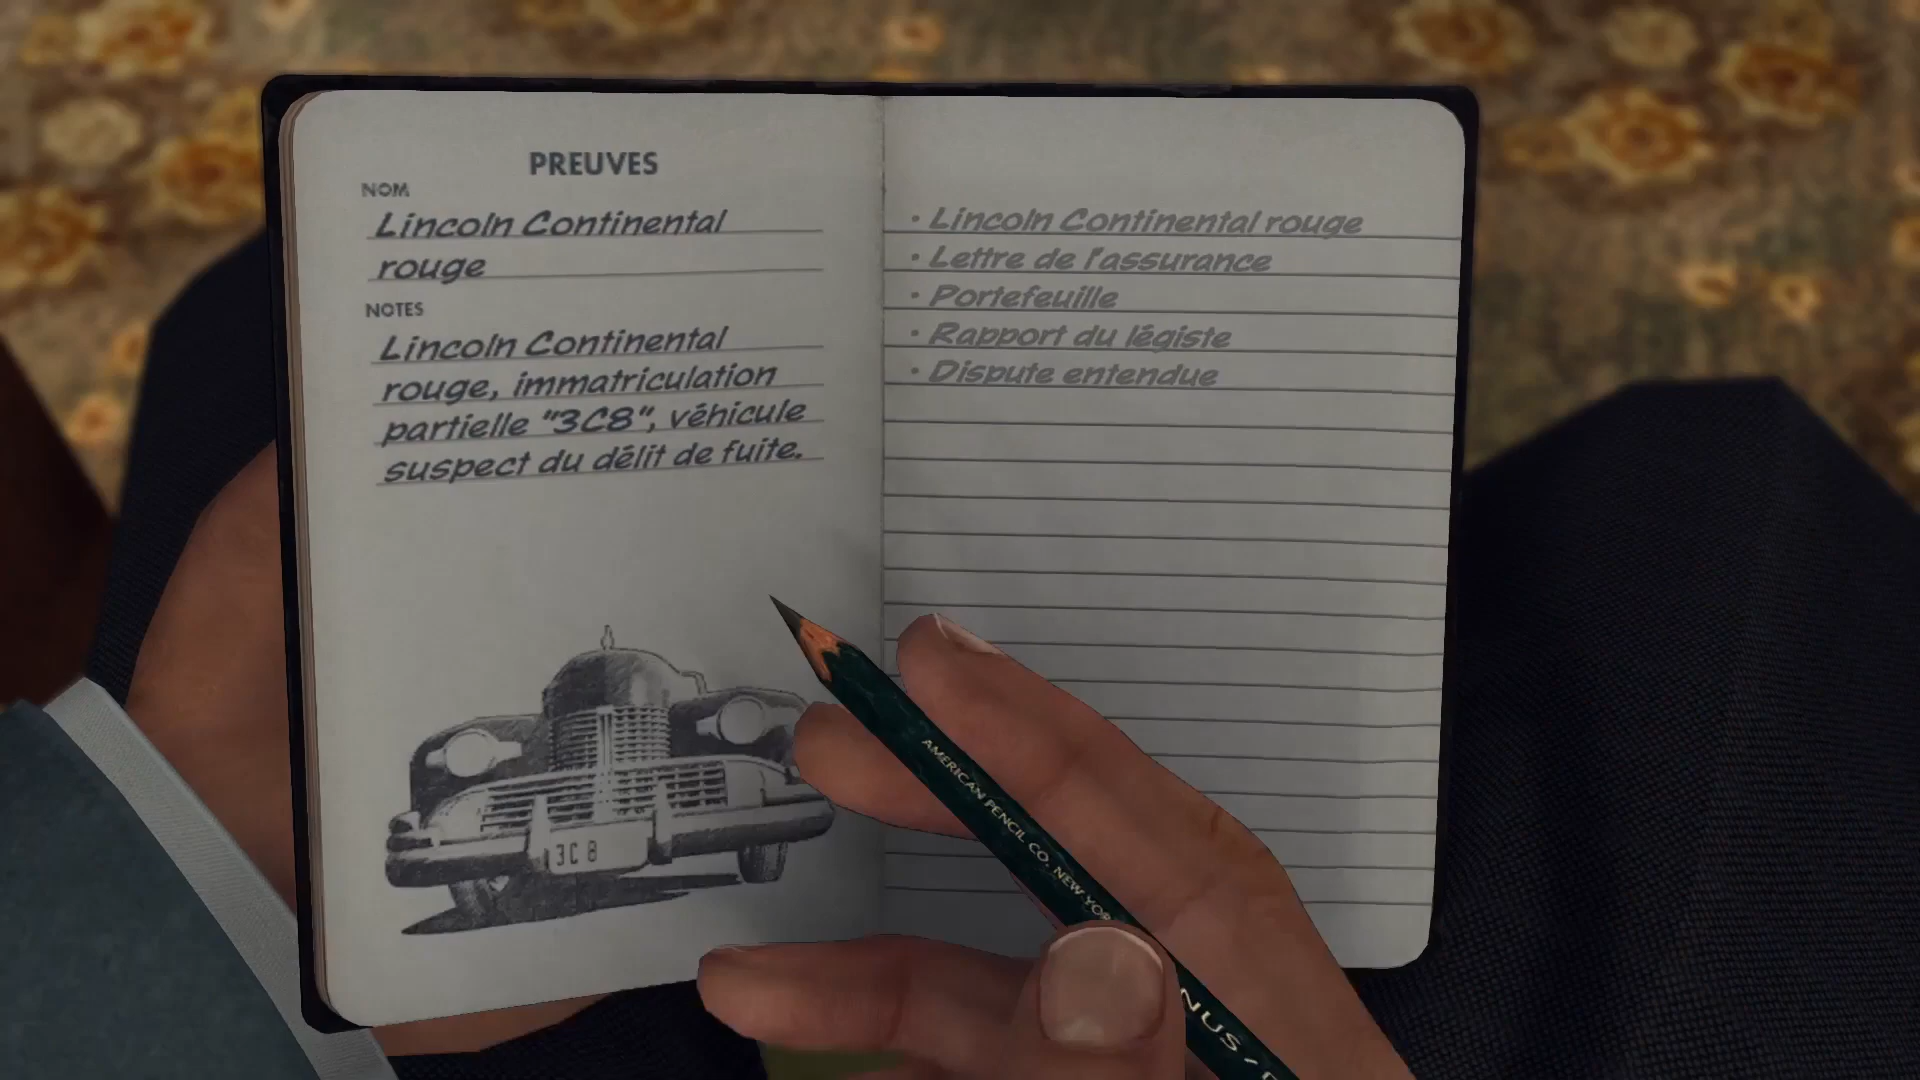 PREUVES
NOM
Lincoln Continental
rouge
NOTES
Lincoln Continental
rouge, immatriculation
partielle "3C8", véhicule
suspect du délit de fuite.
3C 8
• Lincoln Continental rouge
• Lettre de l'assurance
• Portefeuille
• Rapport du légiste
• Dispute entendue
AMERICAN PENCIL CO. NEW YOR
NUS